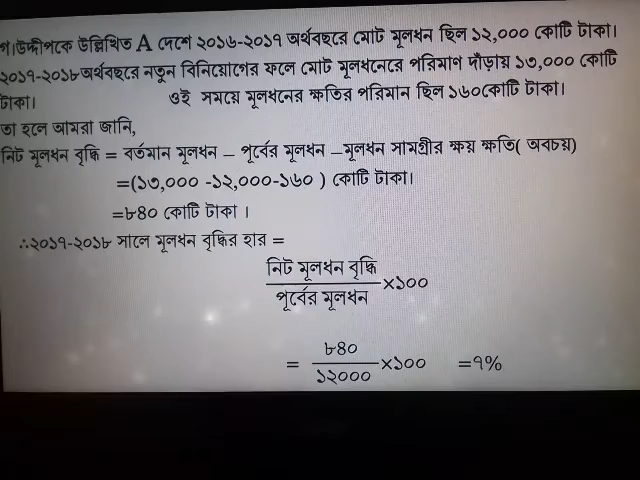 গ।উদ্দীপকে উল্লিখিত A দেশে ২০১৬-২০১৭ অর্থবছরে মোট মূলধন ছিল ১২,০০০ কোটি টাকা।
২০১৭-২০১৮অর্থবছরে নতুন বিনিয়োগের ফলে মোট মূলধনেরে পরিমাণ দাঁড়ায় ১৩,০০০ কোটি
টাকা। ওই সময়ে মূলধনের ক্ষতির পরিমান ছিল ১৬০কোটি টাকা।
তা হলে আমরা জানি,
নিট মূলধন বৃদ্ধি = বর্তমান মূলধন – পূর্বের মূলধন –মূলধন সামগ্রীর ক্ষয় ক্ষতি( অবচয়)
=(১৩,০০০ -১২,০০০-১৬০ ) কোটি টাকা।
=৮৪০ কোটি টাকা ।
∴২০১৭-২০১৮ সালে মূলধন বৃদ্ধির হার =
নিট মূলধন বৃদ্ধি
পূর্বের মূলধন
×১০০
৮৪০
= ১২০০০ ×১০০ =৭%